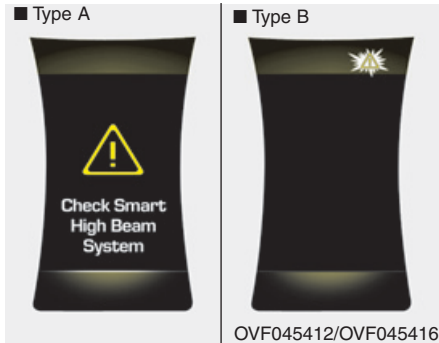 ■ Type A
■ Type B
Check Smart
High Beam
System
OVF045412/OVF045416